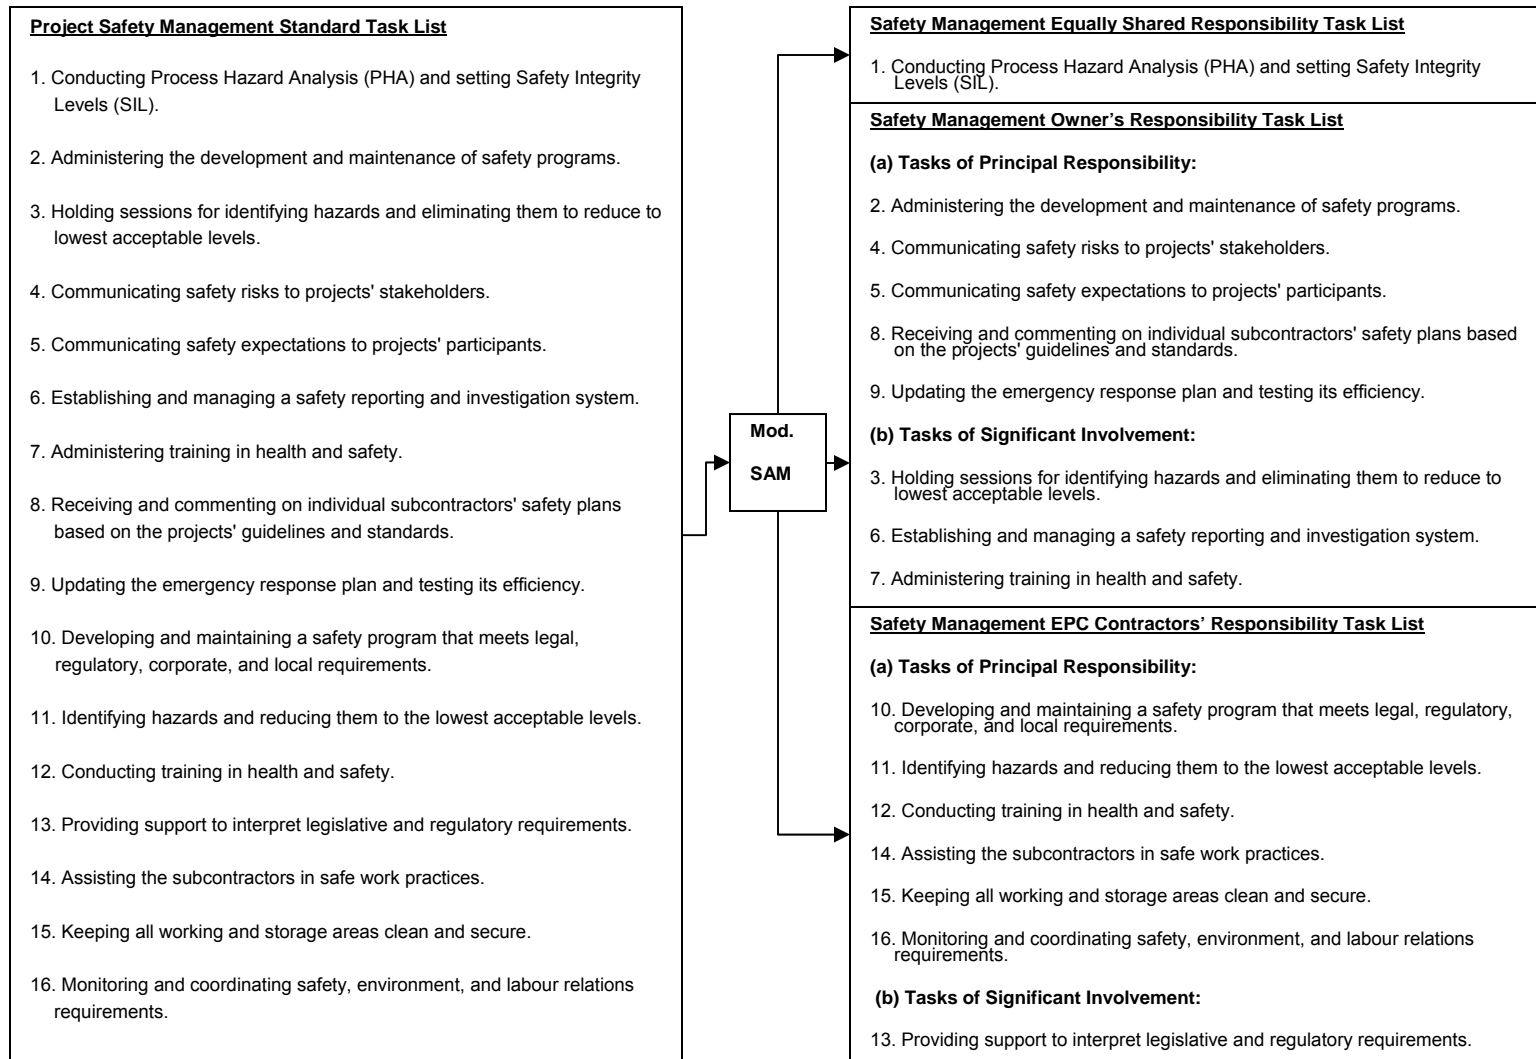 Project Safety Management Standard Task List
1. Conducting Process Hazard Analysis (PHA) and setting Safety Integrity
Levels (SIL).
2. Administering the development and maintenance of safety programs.
3. Holding sessions for identifying hazards and eliminating them to reduce to
lowest acceptable levels.
4. Communicating safety risks to projects' stakeholders.
5. Communicating safety expectations to projects' participants.
6. Establishing and managing a safety reporting and investigation system.
7. Administering training in health and safety.
8. Receiving and commenting on individual subcontractors' safety plans
based on the projects' guidelines and standards.
9. Updating the emergency response plan and testing its efficiency.
10. Developing and maintaining a safety program that meets legal,
regulatory, corporate, and local requirements.
11. Identifying hazards and reducing them to the lowest acceptable levels.
12. Conducting training in health and safety.
13. Providing support to interpret legislative and regulatory requirements.
14. Assisting the subcontractors in safe work practices.
15. Keeping all working and storage areas clean and secure.
16. Monitoring and coordinating safety, environment, and labour relations
requirements.
Mod.
SAM
Safety Management Equally Shared Responsibility Task List
1. Conducting Process Hazard Analysis (PHA) and setting Safety Integrity
Levels (SIL).
Safety Management Owner’s Responsibility Task List
(a) Tasks of Principal Responsibility:
2. Administering the development and maintenance of safety programs.
4. Communicating safety risks to projects' stakeholders.
5. Communicating safety expectations to projects' participants.
8. Receiving and commenting on individual subcontractors' safety plans based
on the projects' guidelines and standards.
9. Updating the emergency response plan and testing its efficiency.
(b) Tasks of Significant Involvement:
3. Holding sessions for identifying hazards and eliminating them to reduce to
lowest acceptable levels.
6. Establishing and managing a safety reporting and investigation system.
7. Administering training in health and safety.
Safety Management EPC Contractors’ Responsibility Task List
(a) Tasks of Principal Responsibility:
10. Developing and maintaining a safety program that meets legal, regulatory,
corporate, and local requirements.
11. Identifying hazards and reducing them to the lowest acceptable levels.
12. Conducting training in health and safety.
14. Assisting the subcontractors in safe work practices.
15. Keeping all working and storage areas clean and secure.
16. Monitoring and coordinating safety, environment, and labour relations
requirements.
(b) Tasks of Significant Involvement:
13. Providing support to interpret legislative and regulatory requirements.